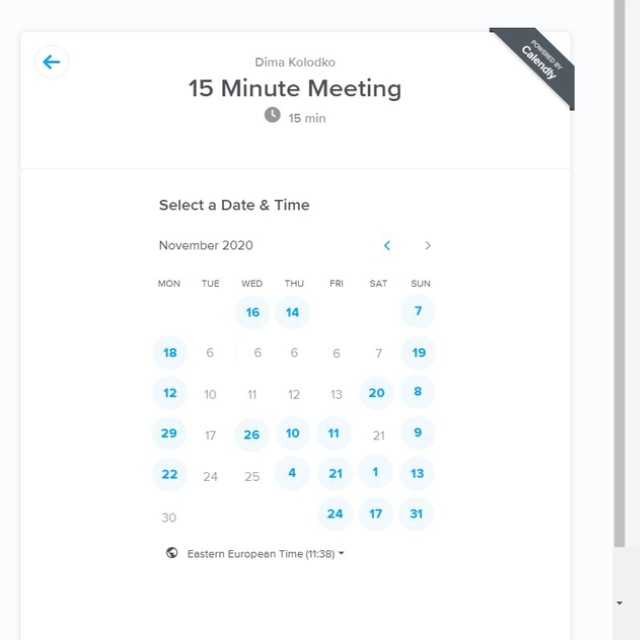 POWERED BY
Calendly
Dima Kolodko
15 Minute Meeting
15 min
Select a Date & Time
November 2020
MON TUE WED THU FRI SAT SUN
16 14 7
18 6 6 6 6 7 19
12 10 11 12 13 20 8
29 17 26 10 11 21 9
22 24 25 4 21 1 13
30 24 17 31
Eastern European Time (11:38)